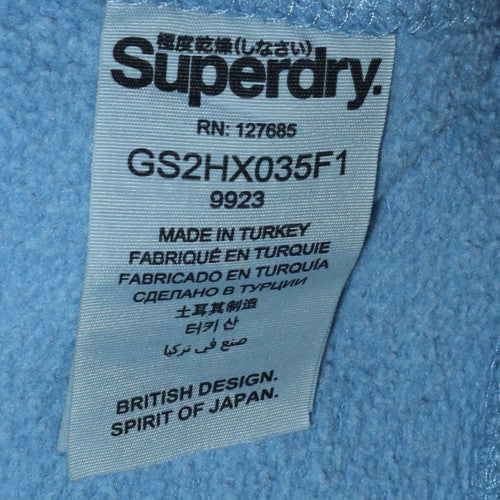 極度乾燥(しなさい)
Superdry.
RN: 127685
GS2HX035F1
9923
MADE IN TURKEY
FABRIQUÉ EN TURQUIE
FABRICADO EN TURQUÍA
СДЕЛАНО В ТУРЦИИ
土耳其制造
터키 산
صنع في تركيا
BRITISH DESIGN.
SPIRIT OF JAPAN.